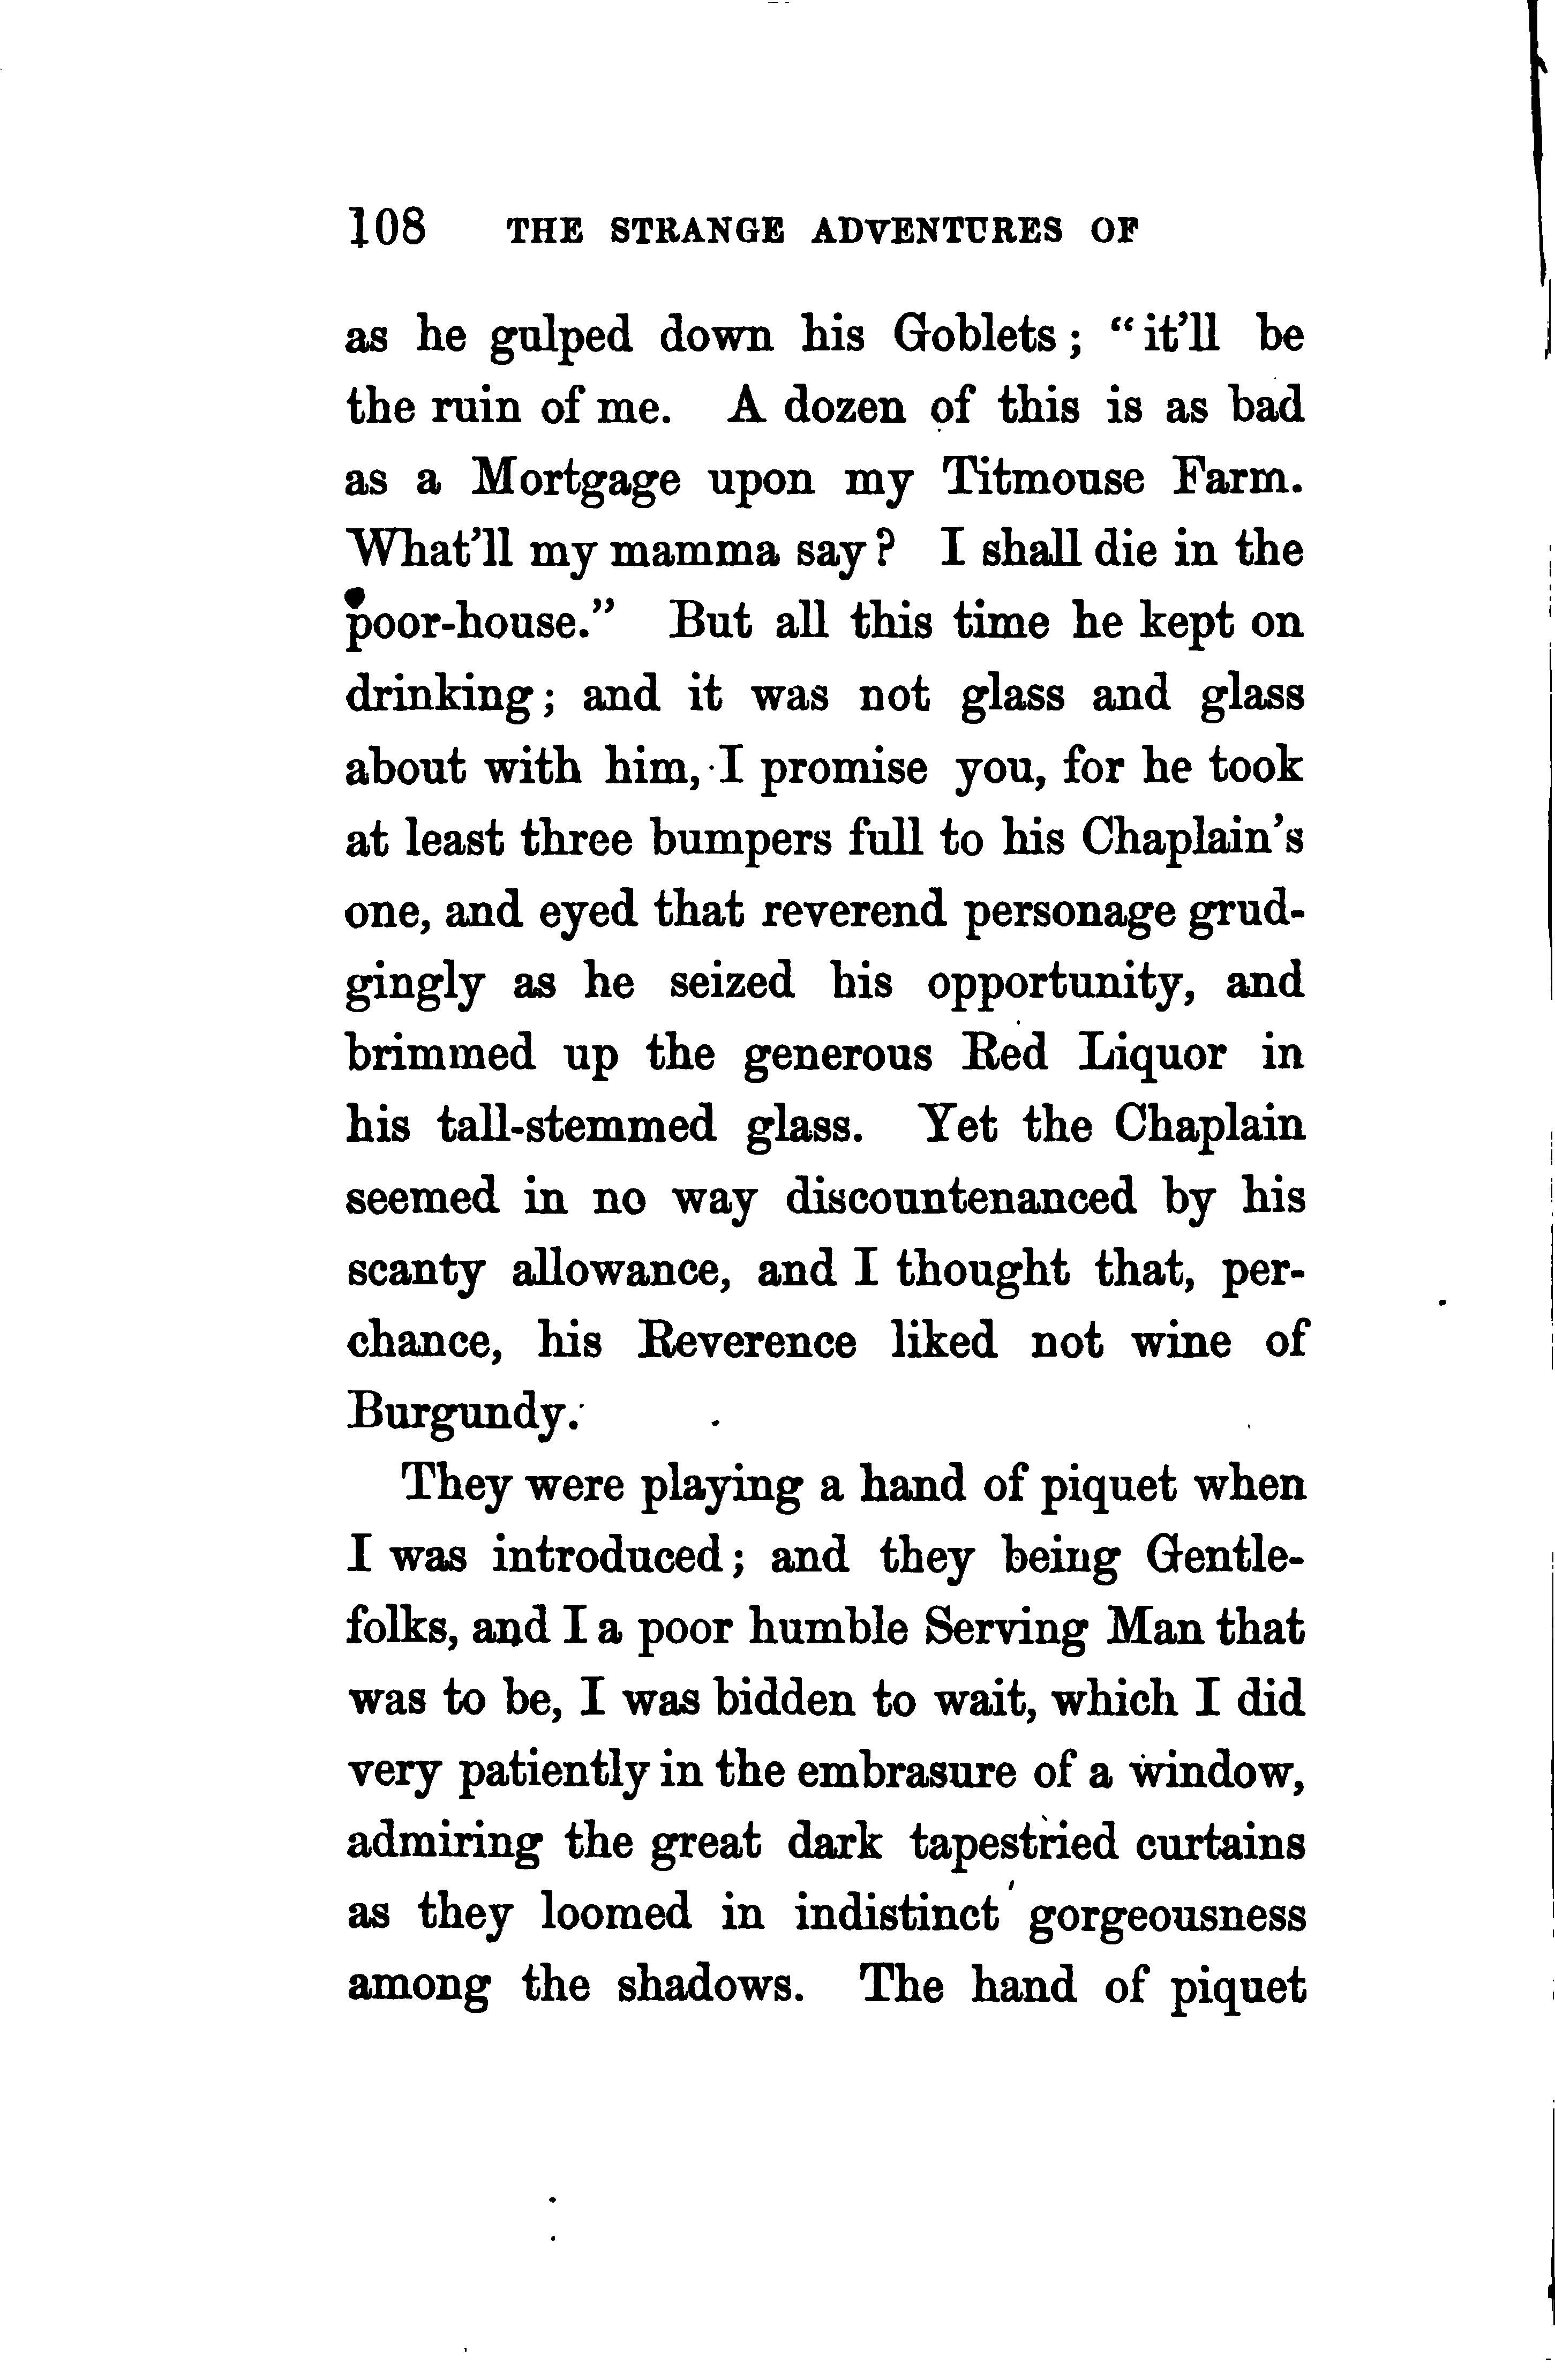 108 THE STRANGE ADVENTURES OF
as he gulped down his Goblets; "it'll be
the ruin of me. A dozen of this is as bad
as a Mortgage upon my Titmouse Farm.
What'll my mamma say? I shall die in the
poor-house." But all this time he kept on
drinking; and it was not glass and glass
about with him, I promise you, for he took
at least three bumpers full to his Chaplain's
one, and eyed that reverend personage grud-
gingly as he seized his opportunity, and
brimmed up the generous Red Liquor in
his tall-stemmed glass. Yet the Chaplain
seemed in no way discountenanced by his
scanty allowance, and I thought that, per-
chance, his Reverence liked not wine of
Burgundy.
They were playing a hand of piquet when
I was introduced; and they being Gentle-
folks, and I a poor humble Serving Man that
was to be, I was bidden to wait, which I did
very patiently in the embrasure of a window,
admiring the great dark tapestried curtains
as they loomed in indistinct gorgeousness
among the shadows. The hand of piquet